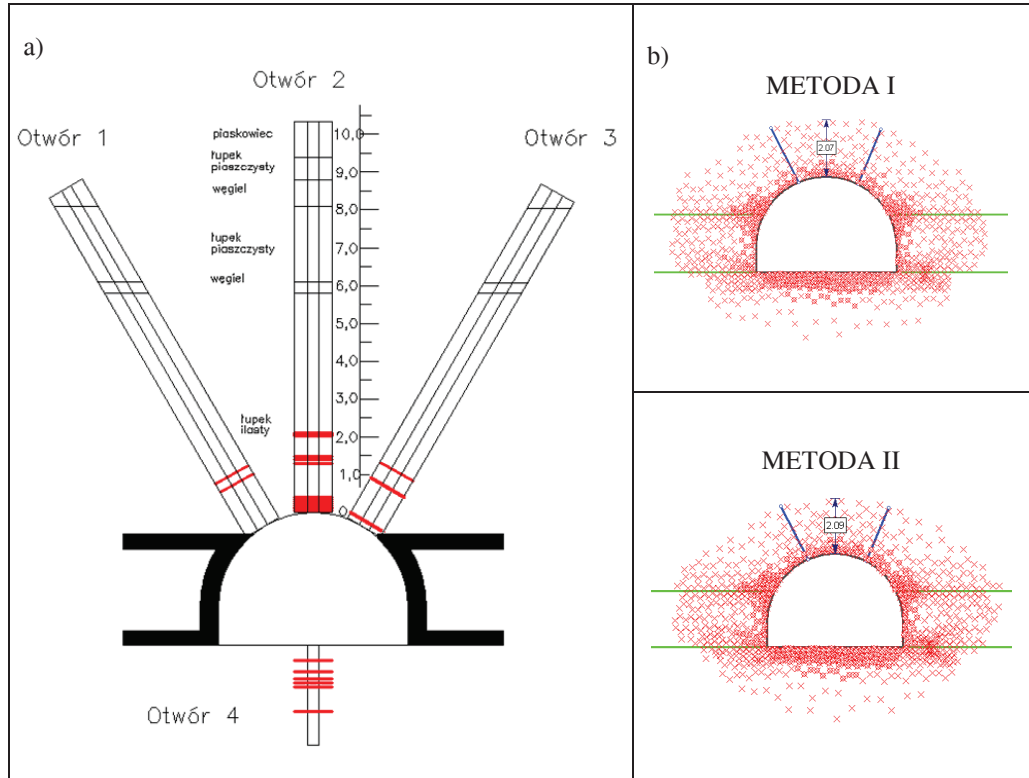 a)
Otwór 1
Otwór 2
Otwór 3
piaskowiec
łupek
piaszczysty
węgiel
łupek
piaszczysty
węgiel
łupek
ilasty
10,0
9,0
8,0
7,0
6,0
5,0
4,0
3,0
2,0
1,0
0
Otwór 4
b)
METODA I
2.07
METODA II
2.09